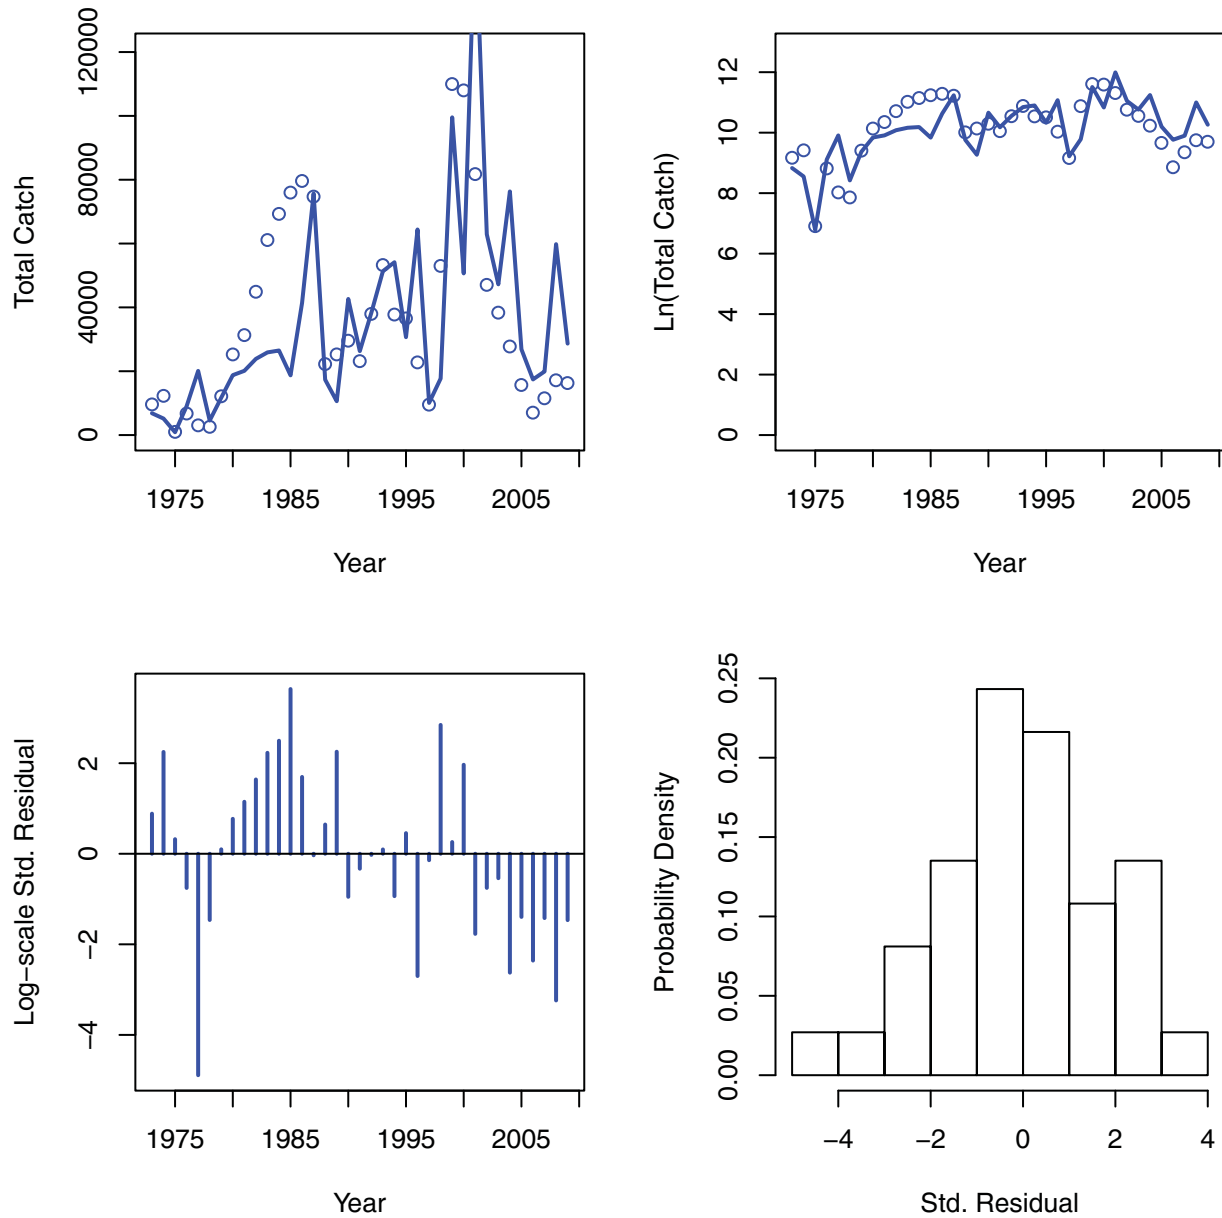 Total Catch
0 40000 80000 120000
1975 1985 1995 2005
Year
Ln(Total Catch)
0 2 4 6 8 10 12
1975 1985 1995 2005
Year
Log−scale Std. Residual
−4 −2 0 2
1975 1985 1995 2005
Year
Probability Density
0.00 0.05 0.10 0.15 0.20 0.25
−4 −2 0 2 4
Std. Residual